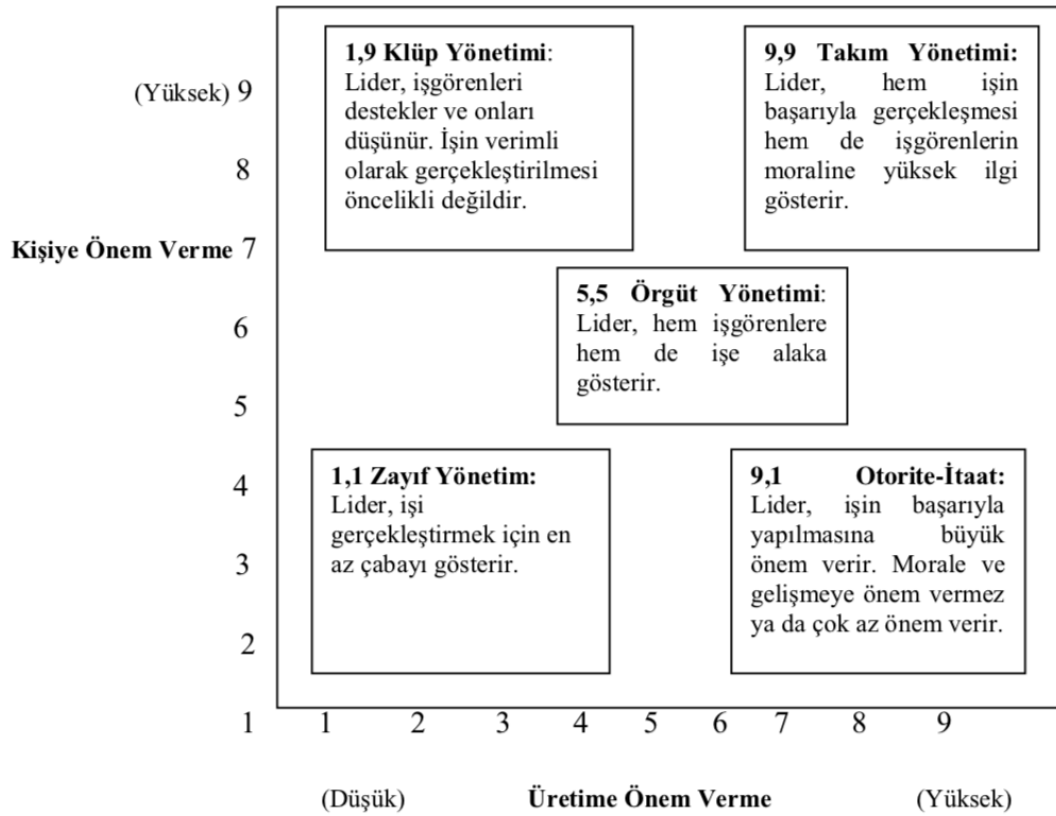 1,9 Klüp Yönetimi:
Lider, işgörenleri
destekler ve onları
düşünür. İşin verimli
olarak gerçekleştirilmesi
öncelikli değildir.
9,9 Takım Yönetimi:
Lider, hem işin
başarıyla gerçekleşmesi
hem de işgörenlerin
moraline yüksek ilgi
gösterir.
(Yüksek) 9
8
Kişiye Önem Verme 7
6
5
4
3
2
1
5,5 Örgüt Yönetimi:
Lider, hem işgörenlere
hem de işe alaka
gösterir.
1,1 Zayıf Yönetim:
Lider, işi
gerçekleştirmek için en
az çabayı gösterir.
9,1 Otorite-İtaat:
Lider, işin başarıyla
yapılmasına büyük
önem verir. Morale ve
gelişmeye önem vermez
ya da çok az önem verir.
1 2 3 4 5 6 7 8 9
(Düşük) Üretime Önem Verme (Yüksek)